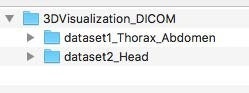 3DVisualization_DICOM
dataset1_Thorax_Abdomen
dataset2_Head